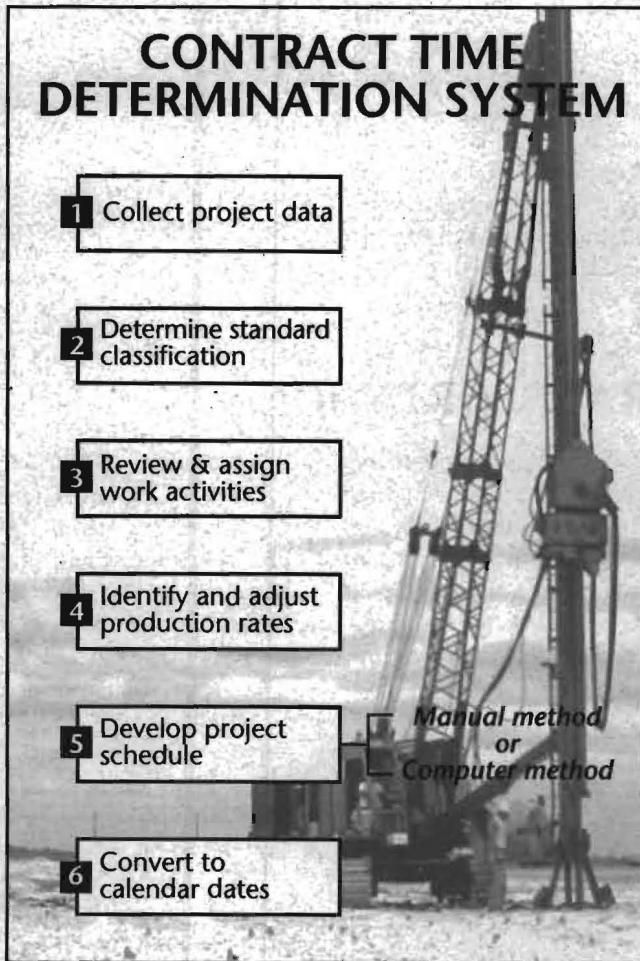 CONTRACT TIME
DETERMINATION SYSTEM
1 Collect project data
2 Determine standard
classification
3 Review & assign
work activities
4 Identify and adjust
production rates
5 Develop project
schedule
Manual method
or
Computer method
6 Convert to
calendar dates